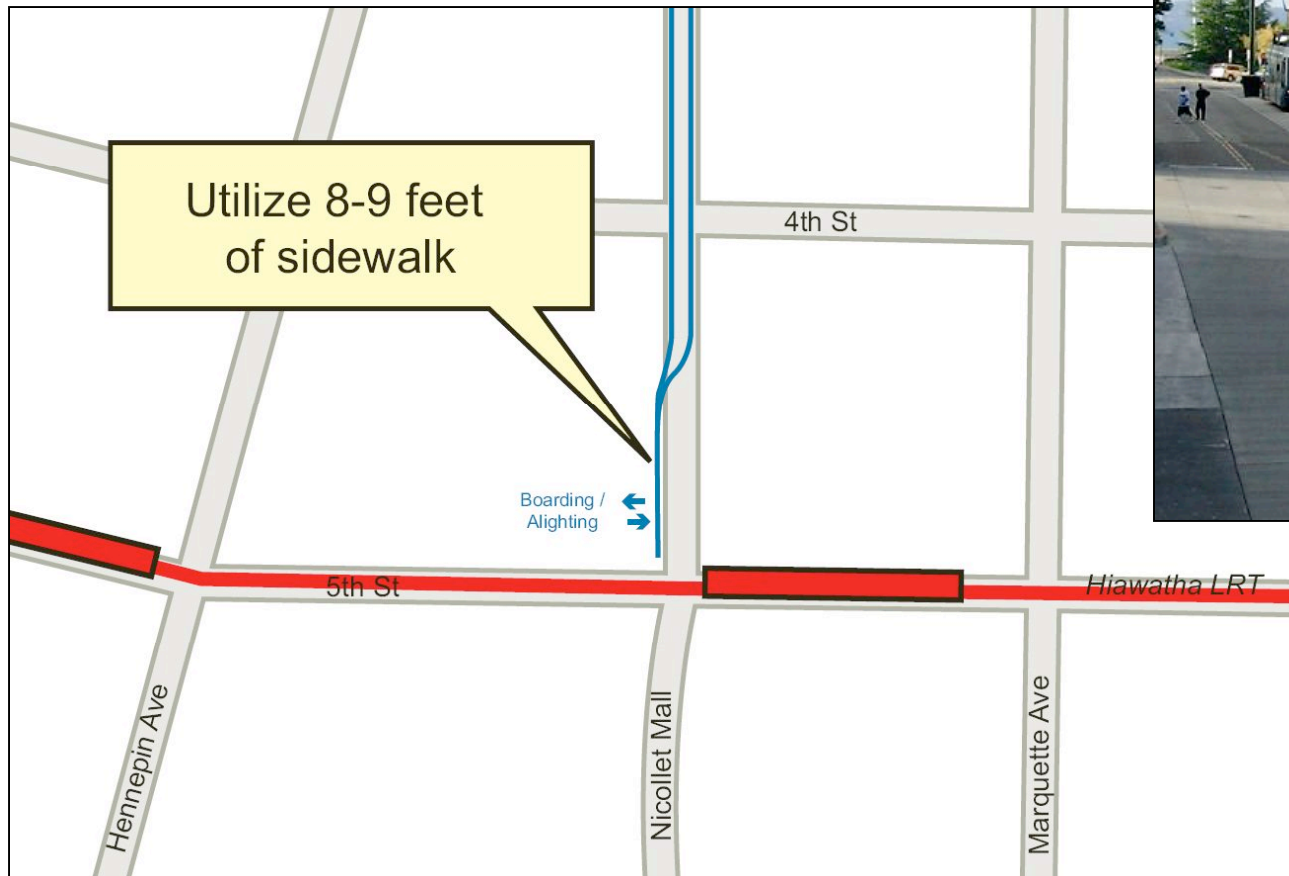 Utilize 8-9 feet
of sidewalk
4th St
Boarding /
Alighting
5th St
Hiawatha LRT
Hennepin Ave
Nicollet Mall
Marquette Ave